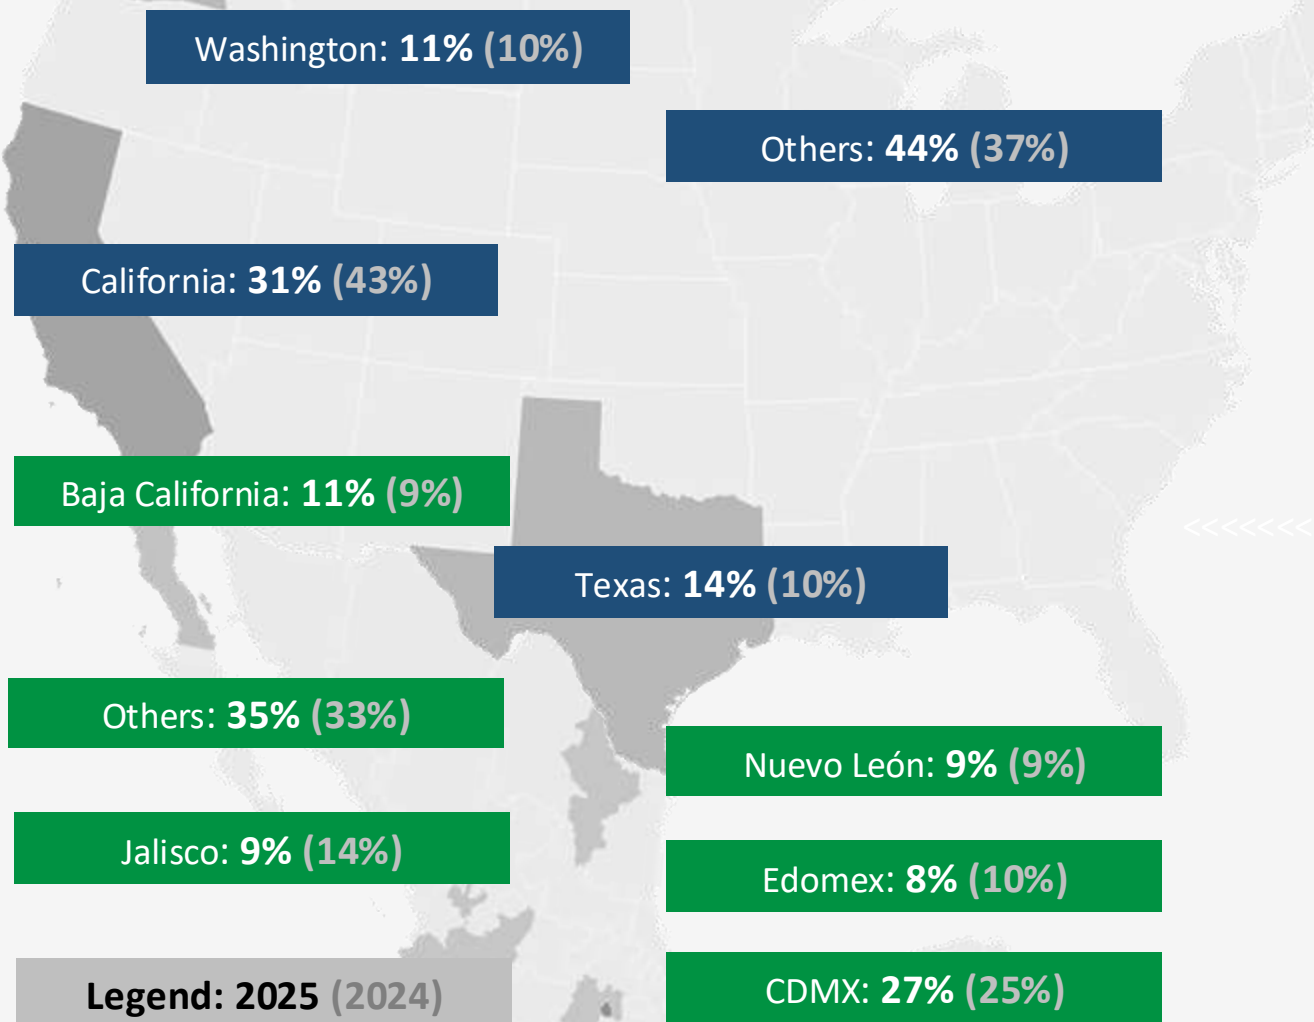 Washington: 11% (10%)
Others: 44% (37%)
California: 31% (43%)
Baja California: 11% (9%)
<<<<<<<
Texas: 14% (10%)
Others: 35% (33%)
Nuevo León: 9% (9%)
Jalisco: 9% (14%)
Edomex: 8% (10%)
CDMX: 27% (25%)
Legend: 2025 (2024)